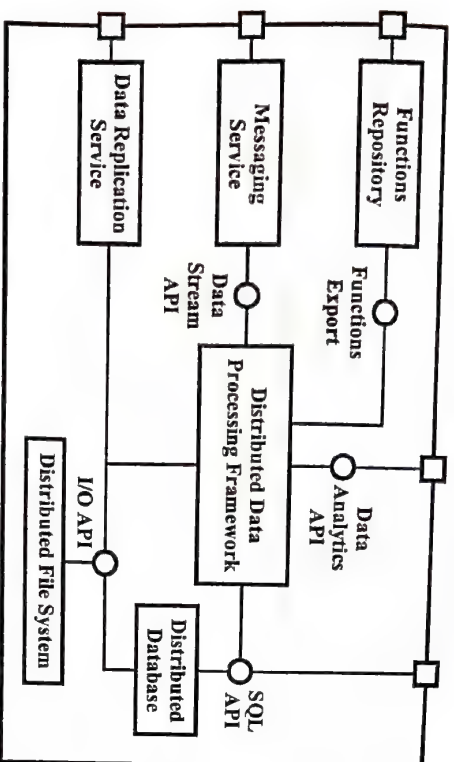 Functions
Repository
Functions
Export
Data
Analytics
API
Messaging
Service
Data
Stream
API
Distributed Data
Processing Framework
SQL
API
Data Replication
Service
Distributed
Database
I/O API
Distributed File System